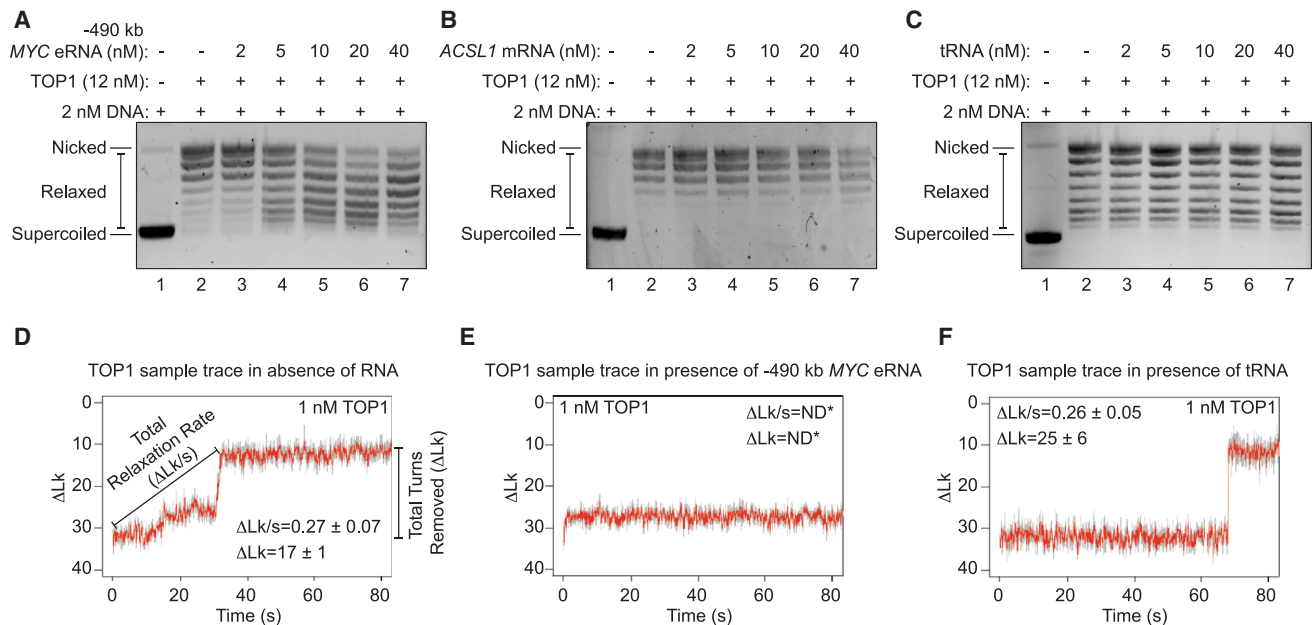 A
-490 kb
MYC eRNA (nM): - - 2 5 10 20 40
TOP1 (12 nM): - + + + + + +
2 nM DNA: + + + + + + +
Nicked
Relaxed
Supercoiled
1 2 3 4 5 6 7
B
ACSL1 mRNA (nM): - - 2 5 10 20 40
TOP1 (12 nM): - + + + + + +
2 nM DNA: + + + + + + +
Nicked
Relaxed
Supercoiled
1 2 3 4 5 6 7
C
tRNA (nM): - - 2 5 10 20 40
TOP1 (12 nM): - + + + + + +
2 nM DNA: + + + + + + +
Nicked
Relaxed
Supercoiled
1 2 3 4 5 6 7
D
TOP1 sample trace in absence of RNA
1 nM TOP1
Total
Relaxation Rate
(ΔLk/s)
ΔLk/s=0.27 ± 0.07
ΔLk=17 ± 1
Total Turns
Removed (ΔLk)
ΔLk
0
10
20
30
40
0 20 40 60 80
Time (s)
E
TOP1 sample trace in presence of -490 kb MYC eRNA
1 nM TOP1
ΔLk/s=ND*
ΔLk=ND*
ΔLk
0
10
20
30
40
0 20 40 60 80
Time (s)
F
TOP1 sample trace in presence of tRNA
ΔLk/s=0.26 ± 0.05
1 nM TOP1
ΔLk=25 ± 6
ΔLk
0
10
20
30
40
0 20 40 60 80
Time (s)